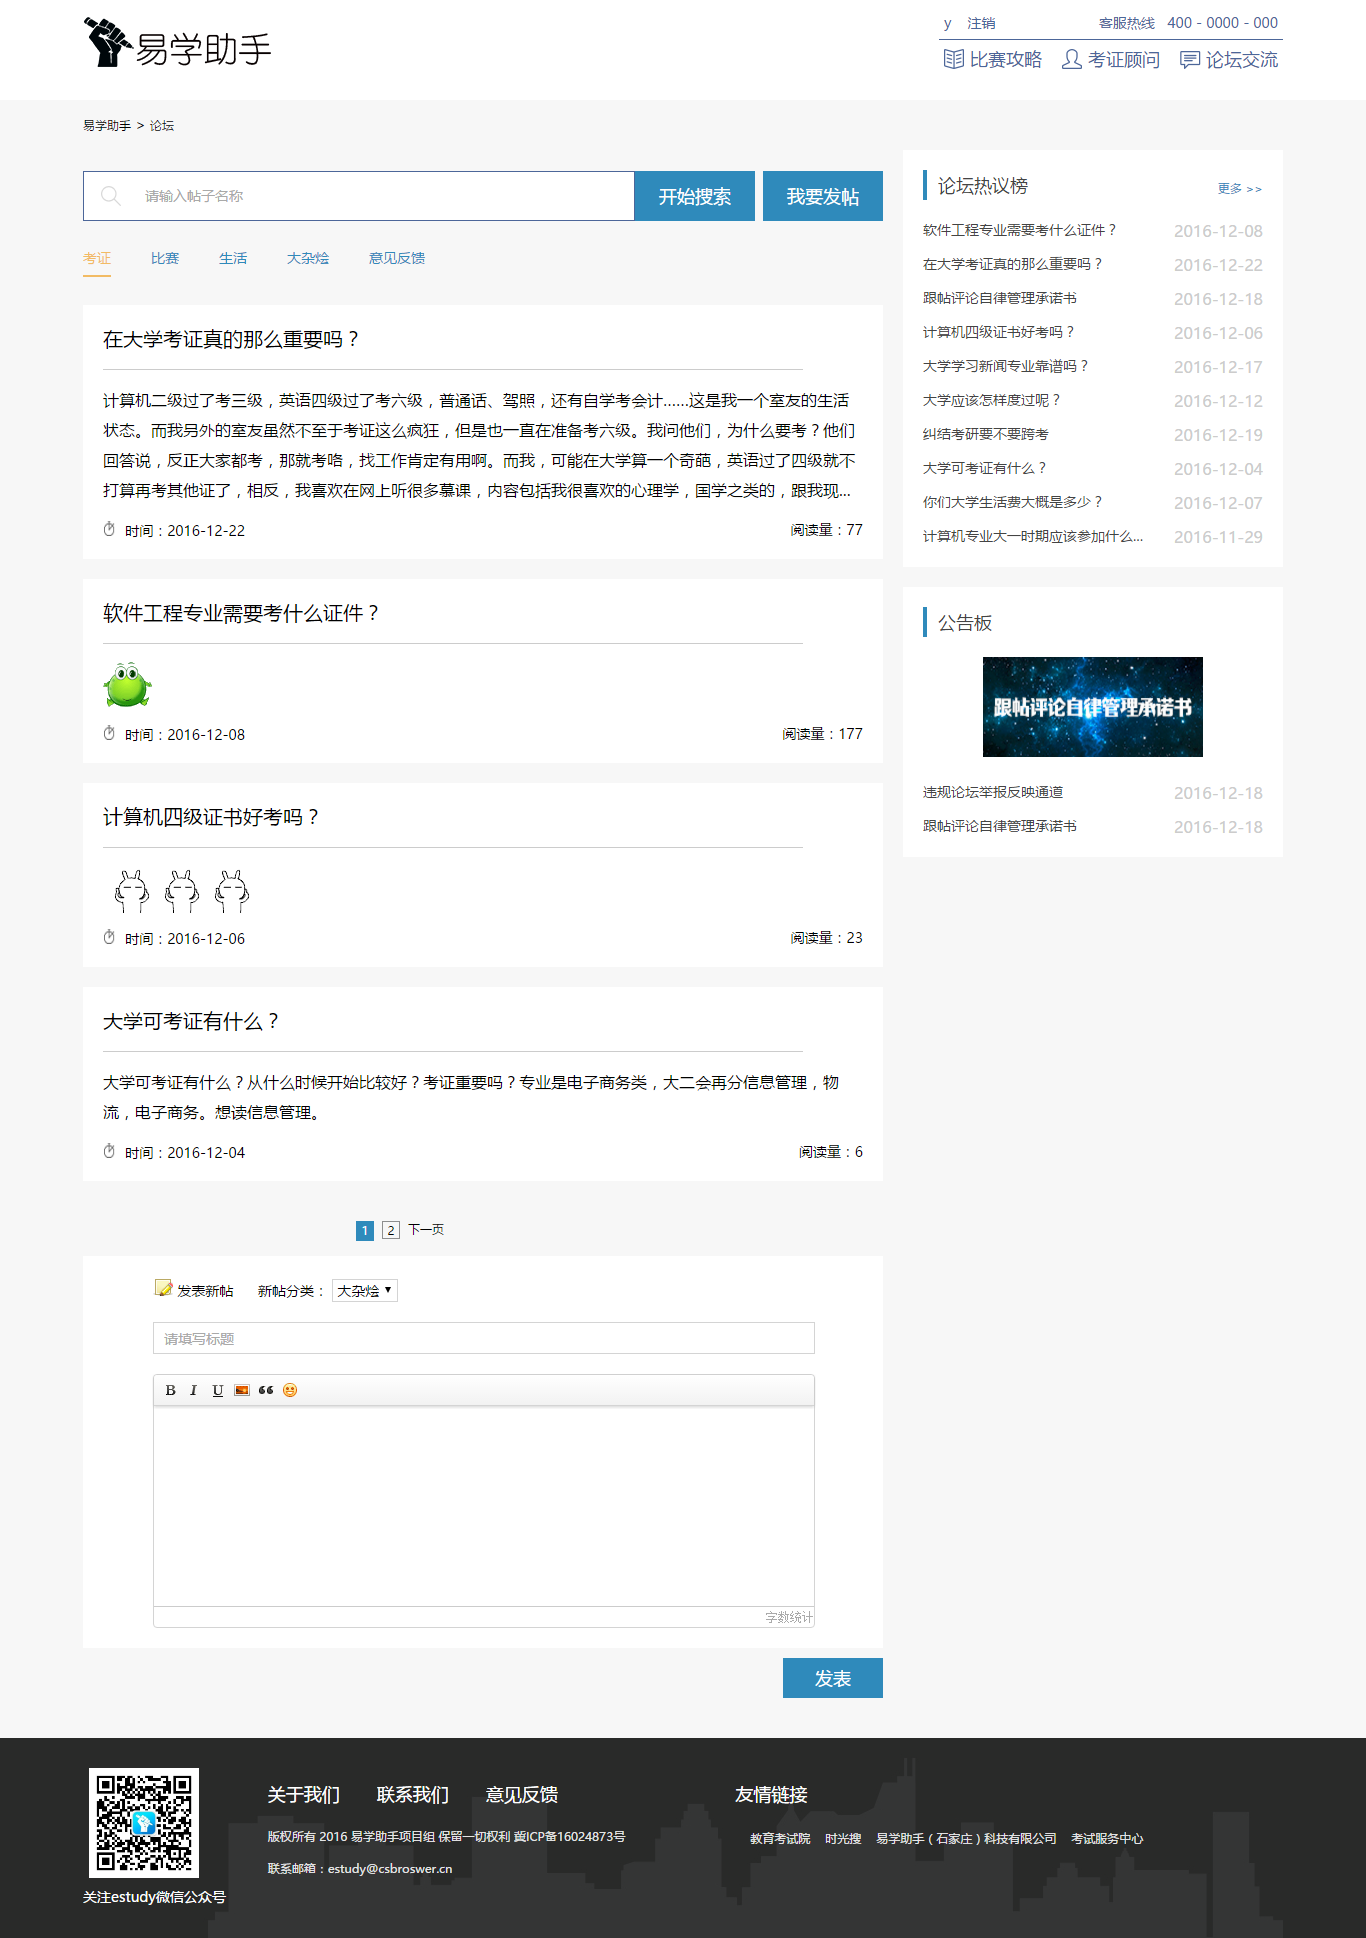 易学助手
y 注销 客服热线 400 - 0000 - 000
比赛攻略 考证顾问 论坛交流
易学助手 > 论坛
请输入帖子名称 开始搜索 我要发帖
考证 比赛 生活 大杂烩 意见反馈
在大学考证真的那么重要吗？
计算机二级过了考三级，英语四级过了考六级，普通话、驾照，还有自学考会计……这是我一个室友的生活
状态。而我另外的室友虽然不至于考证这么疯狂，但是也一直在准备考六级。我问他们，为什么要考？他们
回答说，反正大家都考，那就考咯，找工作肯定有用啊。而我，可能在大学算一个奇葩，英语过了四级就不
打算再考其他证了，相反，我喜欢在网上听很多慕课，内容包括我很喜欢的心理学，国学之类的，跟我现...
时间：2016-12-22 阅读量：77
软件工程专业需要考什么证件？
时间：2016-12-08 阅读量：177
计算机四级证书好考吗？
时间：2016-12-06 阅读量：23
大学可考证有什么？
大学可考证有什么？从什么时候开始比较好？考证重要吗？专业是电子商务类，大二会再分信息管理，物
流，电子商务。想读信息管理。
时间：2016-12-04 阅读量：6
1 2 下一页
发表新帖 新帖分类： 大杂烩
请填写标题
B I U
字数统计
发表
论坛热议榜 更多 >>
软件工程专业需要考什么证件？ 2016-12-08
在大学考证真的那么重要吗？ 2016-12-22
跟帖评论自律管理承诺书 2016-12-18
计算机四级证书好考吗？ 2016-12-06
大学学习新闻专业靠谱吗？ 2016-12-17
大学应该怎样度过呢？ 2016-12-12
纠结考研要不要跨考 2016-12-19
大学可考证有什么？ 2016-12-04
你们大学生活费大概是多少？ 2016-12-07
计算机专业大一时期应该参加什么... 2016-11-29
公告板
跟帖评论自律管理承诺书
违规论坛举报反映通道 2016-12-18
跟帖评论自律管理承诺书 2016-12-18
关注estudy微信公众号
关于我们 联系我们 意见反馈
版权所有 2016 易学助手项目组 保留一切权利 冀ICP备16024873号
联系邮箱：estudy@csbroswer.cn
友情链接
教育考试院 时光搜 易学助手（石家庄）科技有限公司 考试服务中心